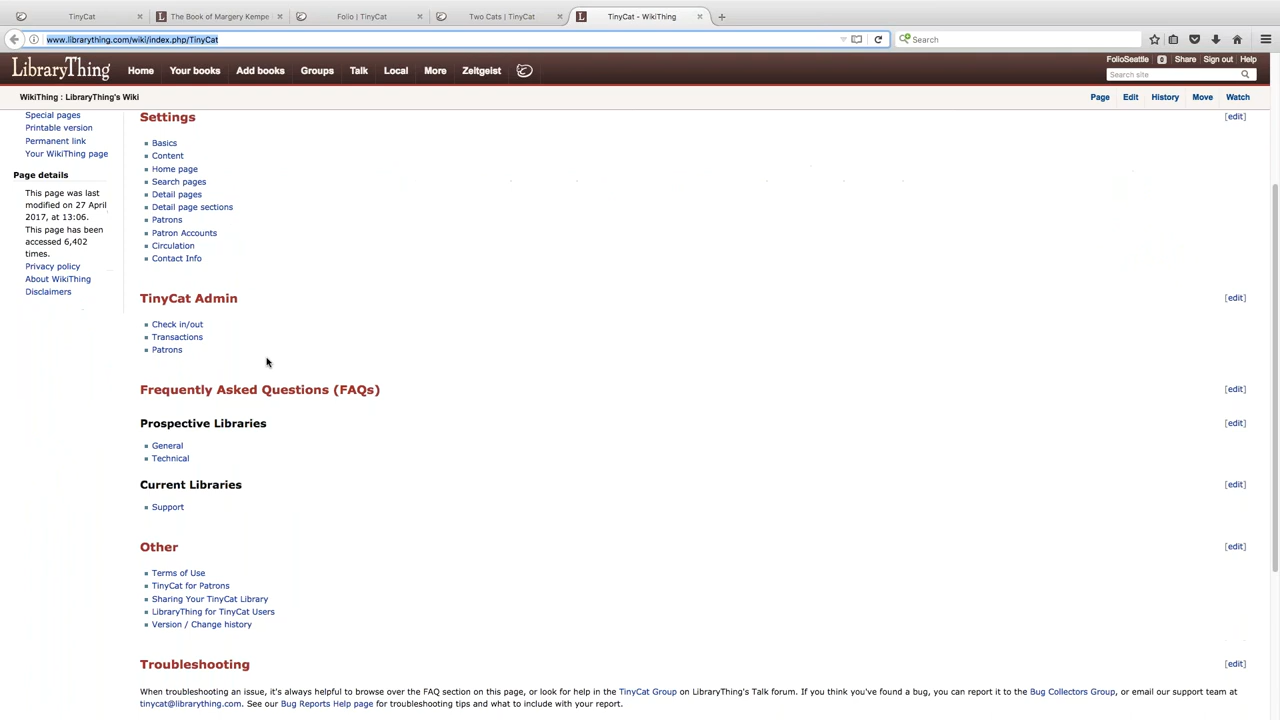 TinyCat
The Book of Margery Kempe
Folio | TinyCat
Two Cats | TinyCat
TinyCat - WikiThing
www.librarything.com/wiki/index.php/TinyCat
Search
LibraryThing
Home Your books Add books Groups Talk Local More Zeitgeist
FolioSeattle 0 Share Sign out Help
Search site
WikiThing : LibraryThing's Wiki
Page Edit History Move Watch
Special pages
Printable version
Permanent link
Your WikiThing page
Page details
This page was last
modified on 27 April
2017, at 13:06.
This page has been
accessed 6,402
times.
Privacy policy
About WikiThing
Disclaimers
Settings [edit]
Basics
Content
Home page
Search pages
Detail pages
Detail page sections
Patrons
Patron Accounts
Circulation
Contact Info
TinyCat Admin [edit]
Check in/out
Transactions
Patrons
Frequently Asked Questions (FAQs) [edit]
Prospective Libraries [edit]
General
Technical
Current Libraries [edit]
Support
Other [edit]
Terms of Use
TinyCat for Patrons
Sharing Your TinyCat Library
LibraryThing for TinyCat Users
Version / Change history
Troubleshooting [edit]
When troubleshooting an issue, it's always helpful to browse over the FAQ section on this page, or look for help in the TinyCat Group on LibraryThing's Talk forum. If you think you've found a bug, you can report it to the Bug Collectors Group, or email our support team at
tinycat@librarything.com. See our Bug Reports Help page for troubleshooting tips and what to include with your report.